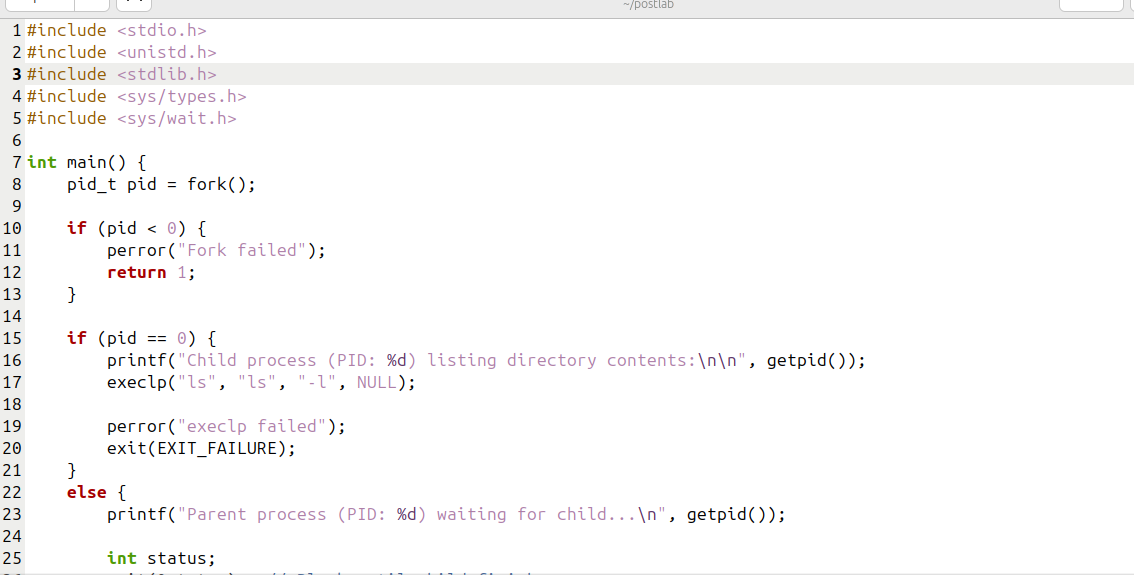 ~/postlab
1 #include <stdio.h>
2 #include <unistd.h>
3 #include <stdlib.h>
4 #include <sys/types.h>
5 #include <sys/wait.h>
6
7 int main() {
8     pid_t pid = fork();
9
10     if (pid < 0) {
11         perror("Fork failed");
12         return 1;
13     }
14
15     if (pid == 0) {
16         printf("Child process (PID: %d) listing directory contents:\n\n", getpid());
17         execlp("ls", "ls", "-l", NULL);
18
19         perror("execlp failed");
20         exit(EXIT_FAILURE);
21     }
22     else {
23         printf("Parent process (PID: %d) waiting for child...\n", getpid());
24
25         int status;